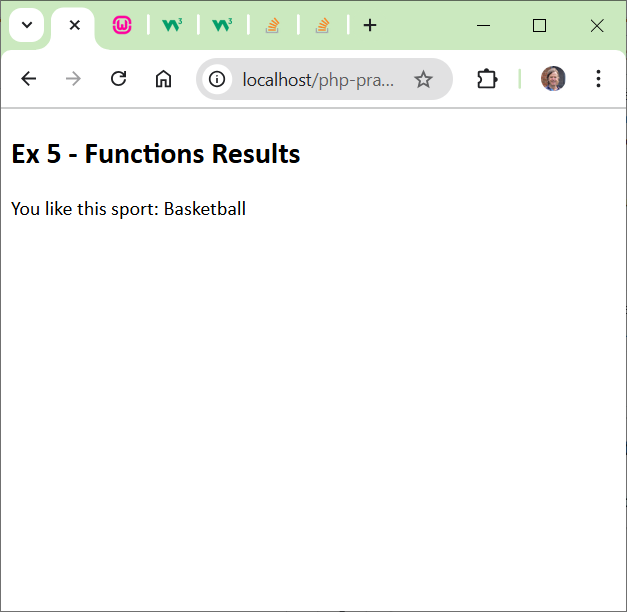 localhost/php-pra...
Ex 5 - Functions Results
You like this sport: Basketball